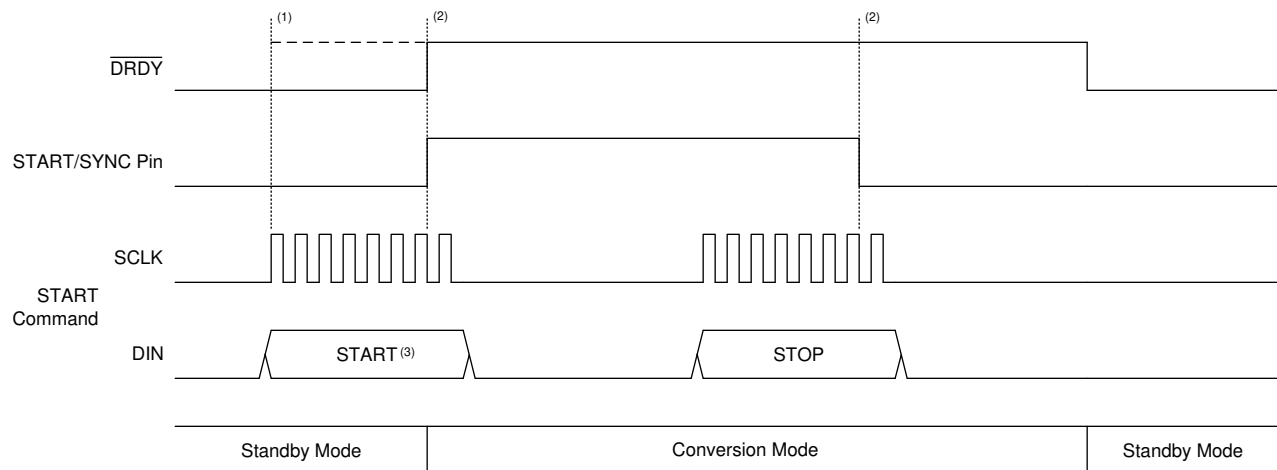 (1)
(2)
(2)
DRDY
START/SYNC Pin
SCLK
START
Command
DIN
START (3)
STOP
Standby Mode
Conversion Mode
Standby Mode